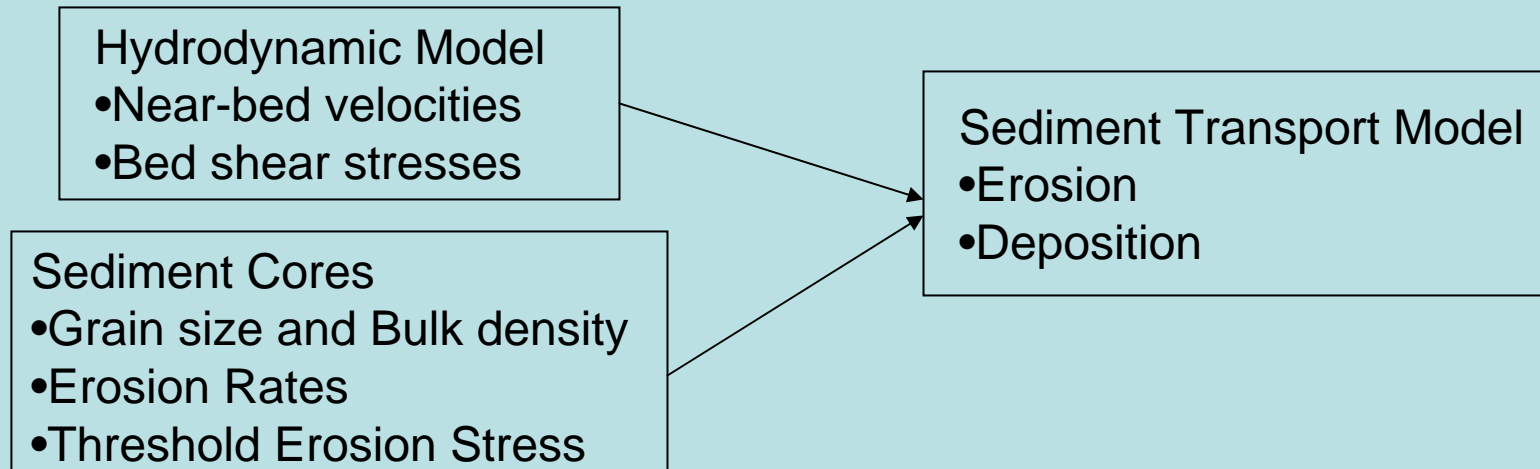 Hydrodynamic Model
•Near-bed velocities
•Bed shear stresses
Sediment Transport Model
•Erosion
•Deposition
Sediment Cores
•Grain size and Bulk density
•Erosion Rates
•Threshold Erosion Stress